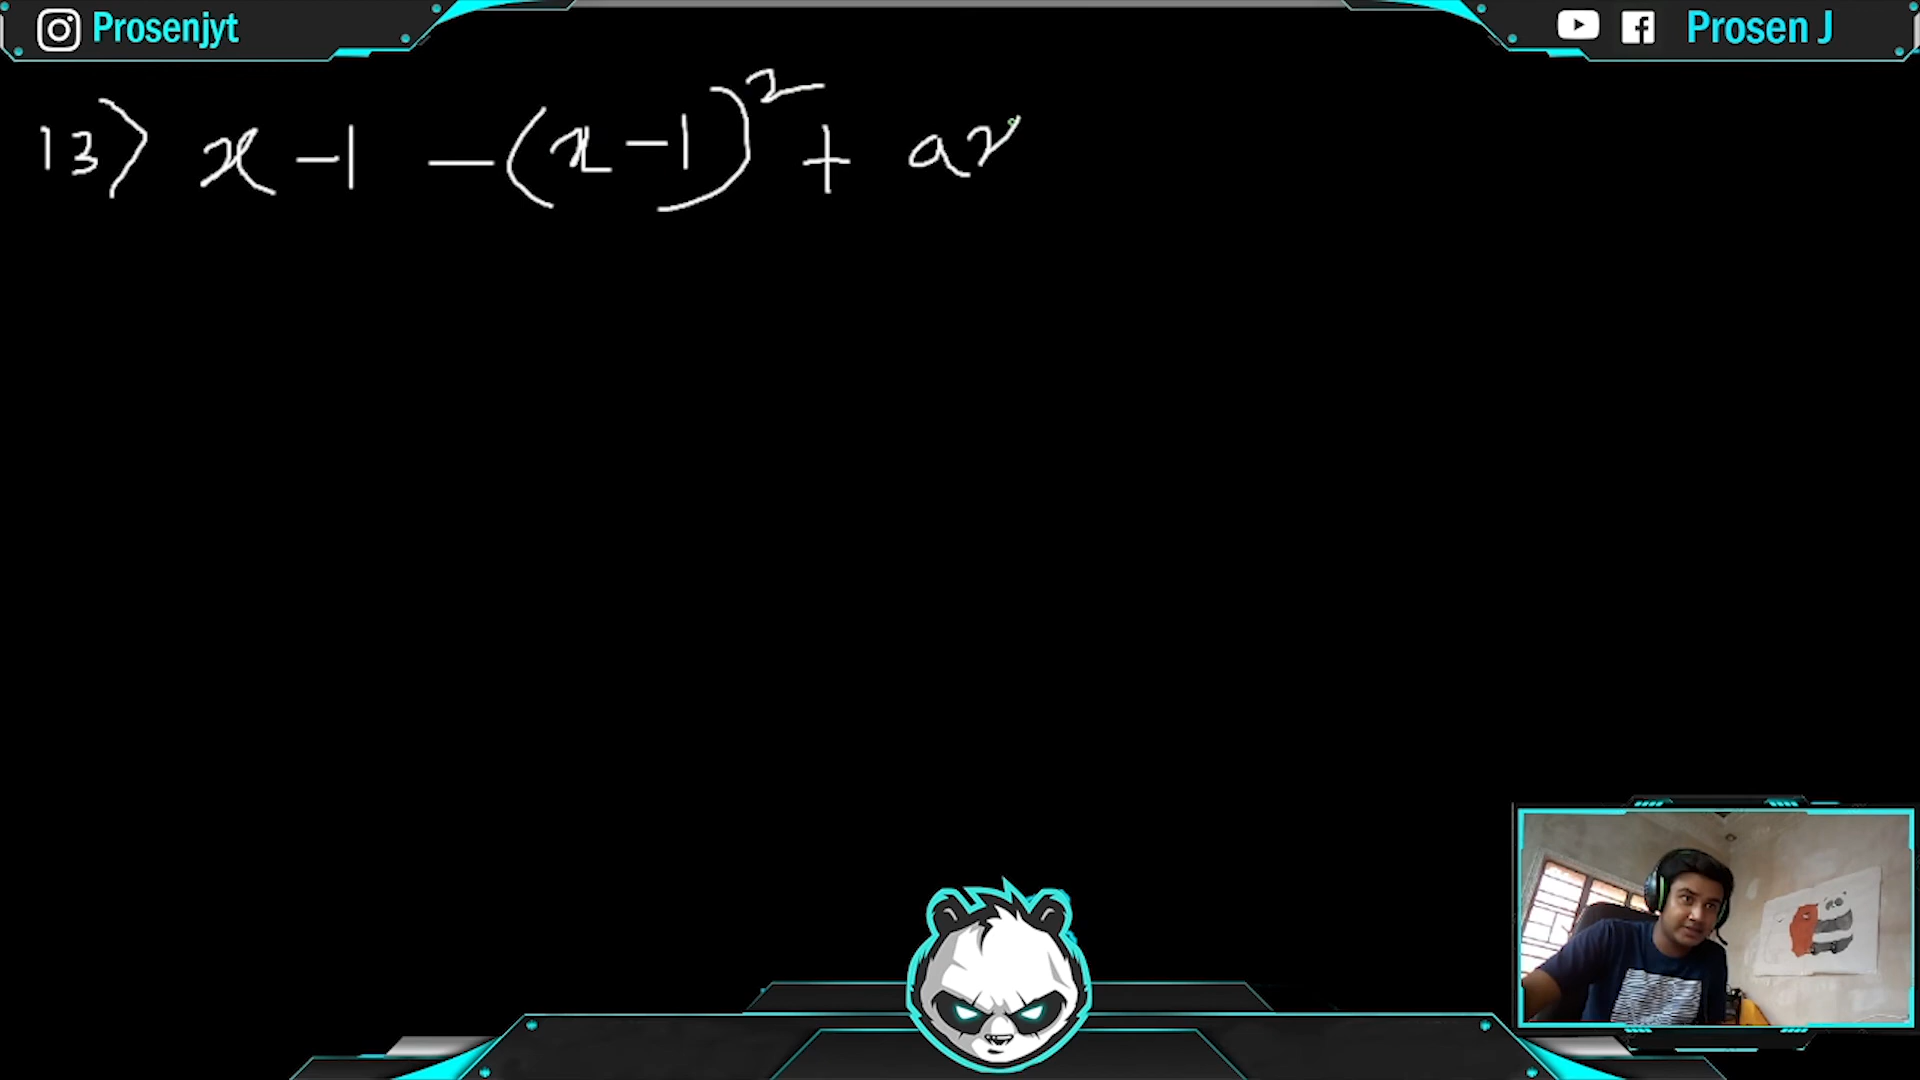 Prosenjyt
Prosen J
13) x - 1 - (x - 1)² + ax